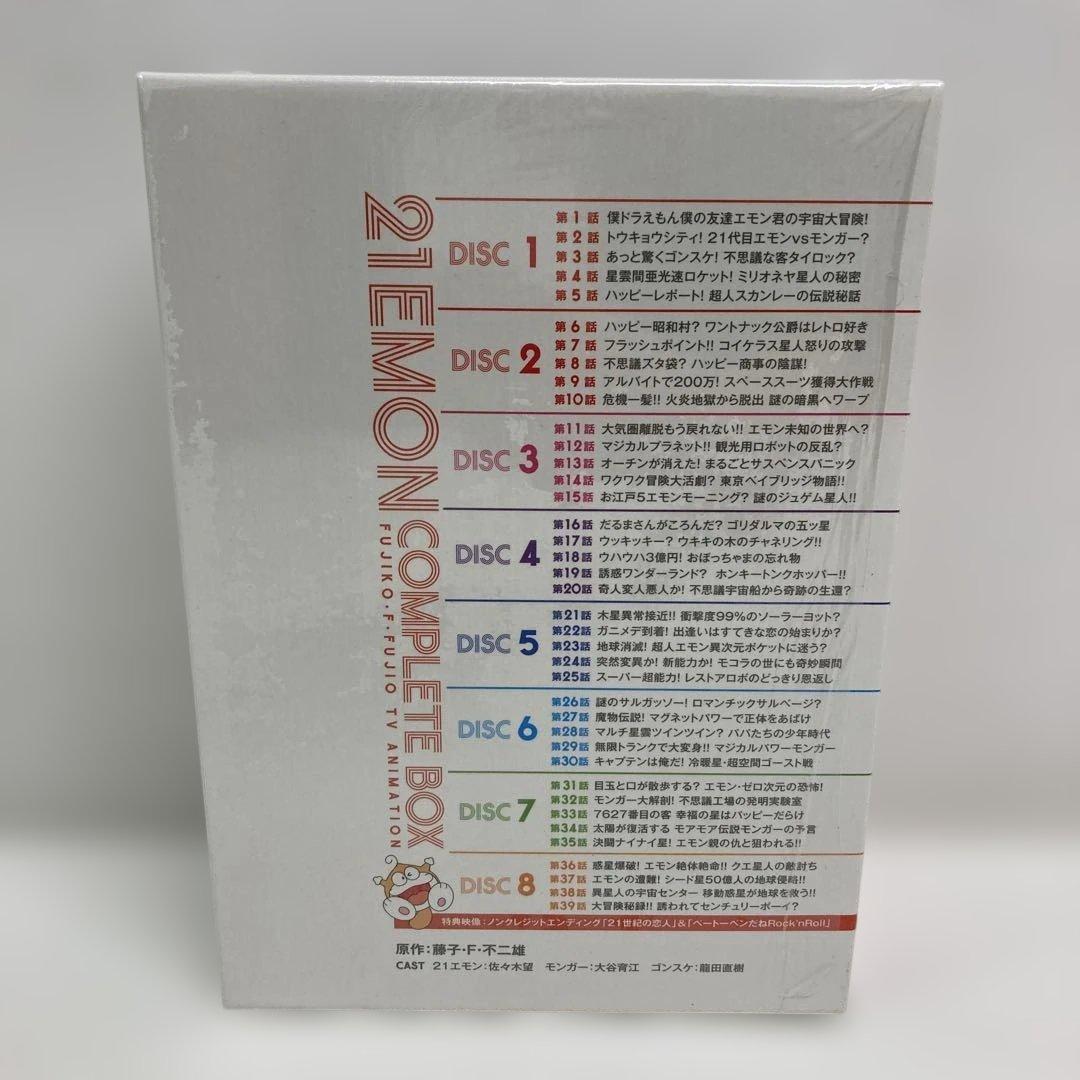 21EMON COMPLETE BOX
FUJIKO・F・FUJIO TV ANIMATION
DISC 1
第1話 僕ドラえもん僕の友達エモン君の宇宙大冒険!
第2話 トウキョウシティ! 21代目エモンvsモンガー?
第3話 あっと驚くゴンスケ! 不思議な客タイロック?
第4話 星雲間亜光速ロケット! ミリオネヤ星人の秘密
第5話 ハッピーレポート! 超人スカンレーの伝説秘話
DISC 2
第6話 ハッピー昭和村? ワントナック公爵はレトロ好き
第7話 フラッシュポイント!! コイケラス星人怒りの攻撃
第8話 不思議ズタ袋? ハッピー商事の陰謀!
第9話 アルバイトで200万! スペーススーツ獲得大作戦
第10話 危機一髪!! 火炎地獄から脱出 謎の暗黒へワープ
DISC 3
第11話 大気圏離脱もう戻れない!! エモン未知の世界へ?
第12話 マジカルプラネット!! 観光用ロボットの反乱?
第13話 オーチンが消えた! まるごとサスペンスパニック
第14話 ワクワク冒険大活劇? 東京ベイブリッジ物語!!
第15話 お江戸5エモンモーニング? 謎のジュゲム星人!!
DISC 4
第16話 だるまさんがころんだ? ゴリダルマの五ツ星
第17話 ウッキッキー? ウキキの木のチャネリング!!
第18話 ウハウハ3億円! おぼっちゃまの忘れ物
第19話 誘惑ワンダーランド? ホンキートンクホッパー!!
第20話 奇人変人悪人か! 不思議宇宙船から奇跡の生還?
DISC 5
第21話 木星異常接近!! 衝撃度99%のソーラーヨット?
第22話 ガニメデ到着! 出逢いはすてきな恋の始まりか?
第23話 地球消滅! 超人エモン異次元ポケットに迷う?
第24話 突然変異か! 新能力か! モコラの世にも奇妙瞬間
第25話 スーパー超能力! レストアロボのどっきり恩返し
DISC 6
第26話 謎のサルガッソー! ロマンチックサルベージ?
第27話 魔物伝説! マグネットパワーで正体をあばけ
第28話 マルチ星雲ツインツイン? パパたちの少年時代
第29話 無限トランクで大変身!! マジカルパワーモンガー
第30話 キャプテンは俺だ! 冷暖星・超空間ゴースト戦
DISC 7
第31話 目玉と口が散歩する? エモン・ゼロ次元の恐怖!
第32話 モンガー大解剖! 不思議工場の発明実験室
第33話 7627番目の客 幸福の星はハッピーだらけ
第34話 太陽が復活する モアモア伝説モンガーの予言
第35話 決闘ナイナイ星! エモン親の仇と狙われる!!
DISC 8
第36話 惑星爆破! エモン絶体絶命!! クエ星人の敵討ち
第37話 エモンの遭難! シード星50億人の地球侵略!!
第38話 異星人の宇宙センター 移動惑星が地球を救う!!
第39話 大冒険秘録!! 誘われてセンチュリーボーイ?
特典映像:ノンクレジットエンディング「21世紀の恋人」&「ベートーベンだねRock'nRoll」
原作:藤子・F・不二雄
CAST 21エモン:佐々木望 モンガー:大谷育江 ゴンスケ:龍田直樹